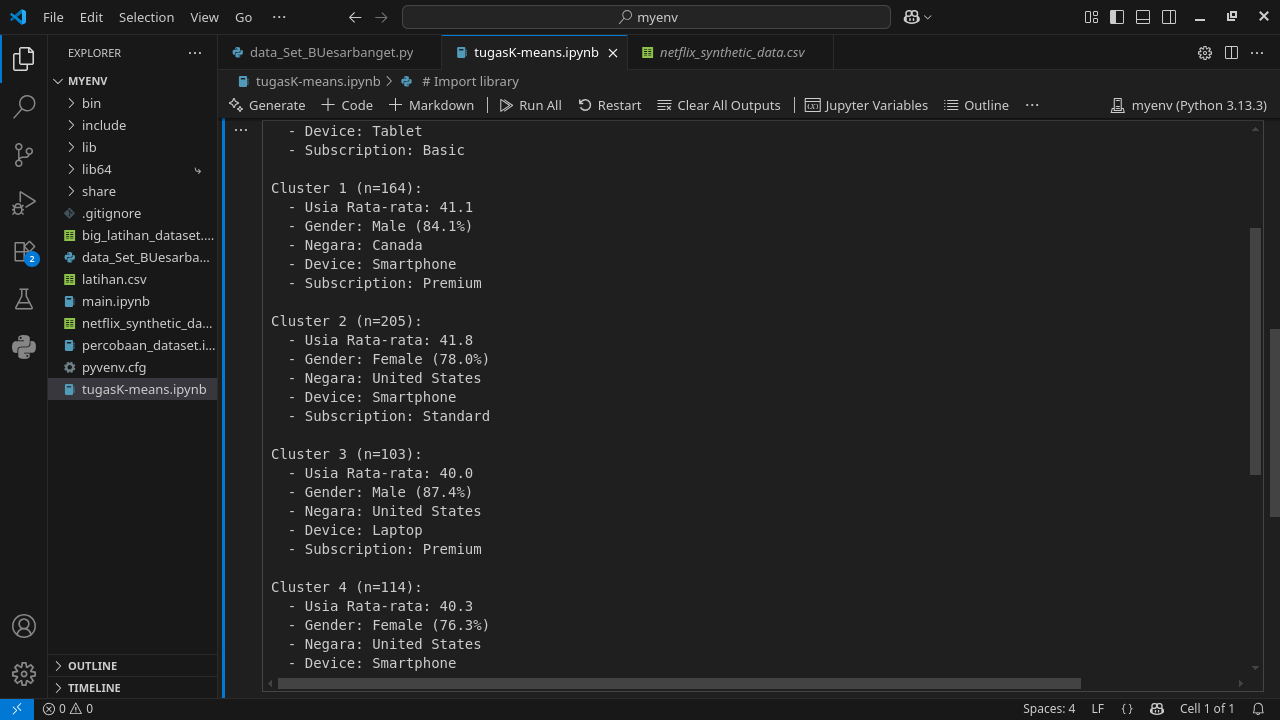 File Edit Selection View Go ··· myenv
EXPLORER ···
MYENV
bin
include
lib
lib64
share
.gitignore
big_latihan_dataset....
data_Set_BUesarba...
latihan.csv
main.ipynb
netflix_synthetic_da...
percobaan_dataset.i...
pyvenv.cfg
tugasK-means.ipynb
OUTLINE
TIMELINE
2
data_Set_BUesarbanget.py tugasK-means.ipynb netflix_synthetic_data.csv ···
tugasK-means.ipynb > # Import library
Generate Code Markdown Run All Restart Clear All Outputs Jupyter Variables Outline ··· myenv (Python 3.13.3)
···
- Device: Tablet
- Subscription: Basic
Cluster 1 (n=164):
- Usia Rata-rata: 41.1
- Gender: Male (84.1%)
- Negara: Canada
- Device: Smartphone
- Subscription: Premium
Cluster 2 (n=205):
- Usia Rata-rata: 41.8
- Gender: Female (78.0%)
- Negara: United States
- Device: Smartphone
- Subscription: Standard
Cluster 3 (n=103):
- Usia Rata-rata: 40.0
- Gender: Male (87.4%)
- Negara: United States
- Device: Laptop
- Subscription: Premium
Cluster 4 (n=114):
- Usia Rata-rata: 40.3
- Gender: Female (76.3%)
- Negara: United States
- Device: Smartphone
0 0 Spaces: 4 LF {} Cell 1 of 1